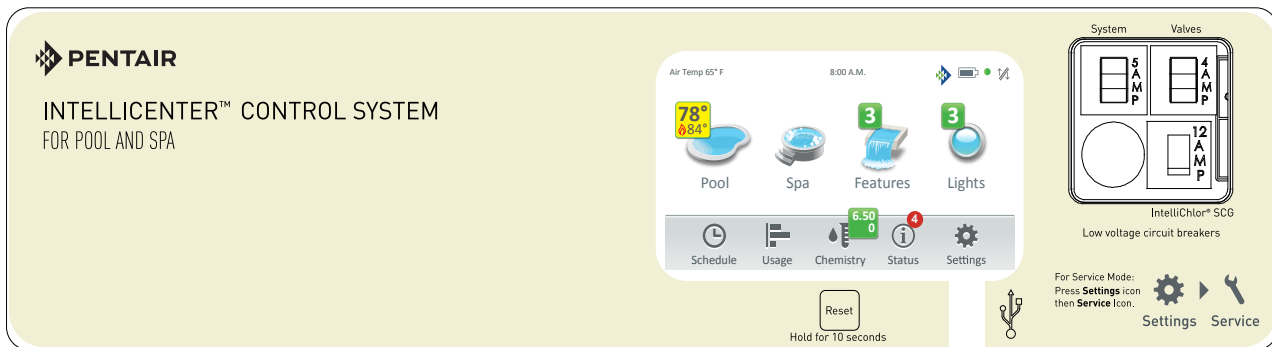 PENTAIR
INTELLICENTER™ CONTROL SYSTEM
FOR POOL AND SPA
Air Temp 65° F
8:00 A.M.
78°
84°
3
3
Pool
Spa
Features
Lights
6.50
0
4
i
Schedule
Usage
Chemistry
Status
Settings
Reset
Hold for 10 seconds
System
Valves
5 AMP
4 AMP
12 AMP
IntelliChlor® SCG
Low voltage circuit breakers
For Service Mode:
Press Settings icon
then Service Icon.
Settings
Service